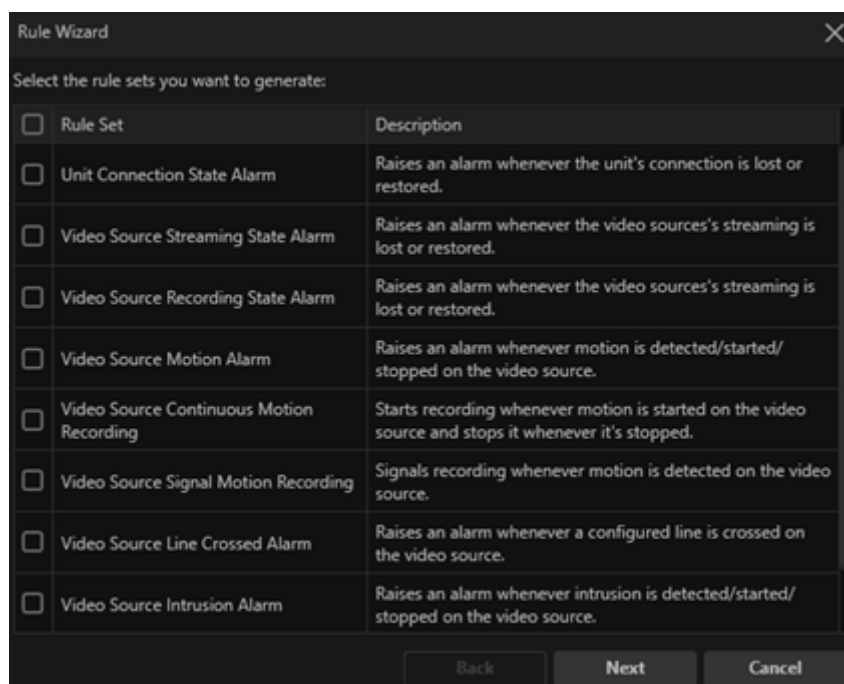 Rule Wizard
Select the rule sets you want to generate:
Rule Set
Description
Unit Connection State Alarm
Raises an alarm whenever the unit's connection is lost or
restored.
Video Source Streaming State Alarm
Raises an alarm whenever the video sources's streaming is
lost or restored.
Video Source Recording State Alarm
Raises an alarm whenever the video sources's streaming is
lost or restored.
Video Source Motion Alarm
Raises an alarm whenever motion is detected/started/
stopped on the video source.
Video Source Continuous Motion
Recording
Starts recording whenever motion is started on the video
source and stops it whenever it's stopped.
Video Source Signal Motion Recording
Signals recording whenever motion is detected on the video
source.
Video Source Line Crossed Alarm
Raises an alarm whenever a configured line is crossed on
the video source.
Video Source Intrusion Alarm
Raises an alarm whenever intrusion is detected/started/
stopped on the video source.
Back
Next
Cancel